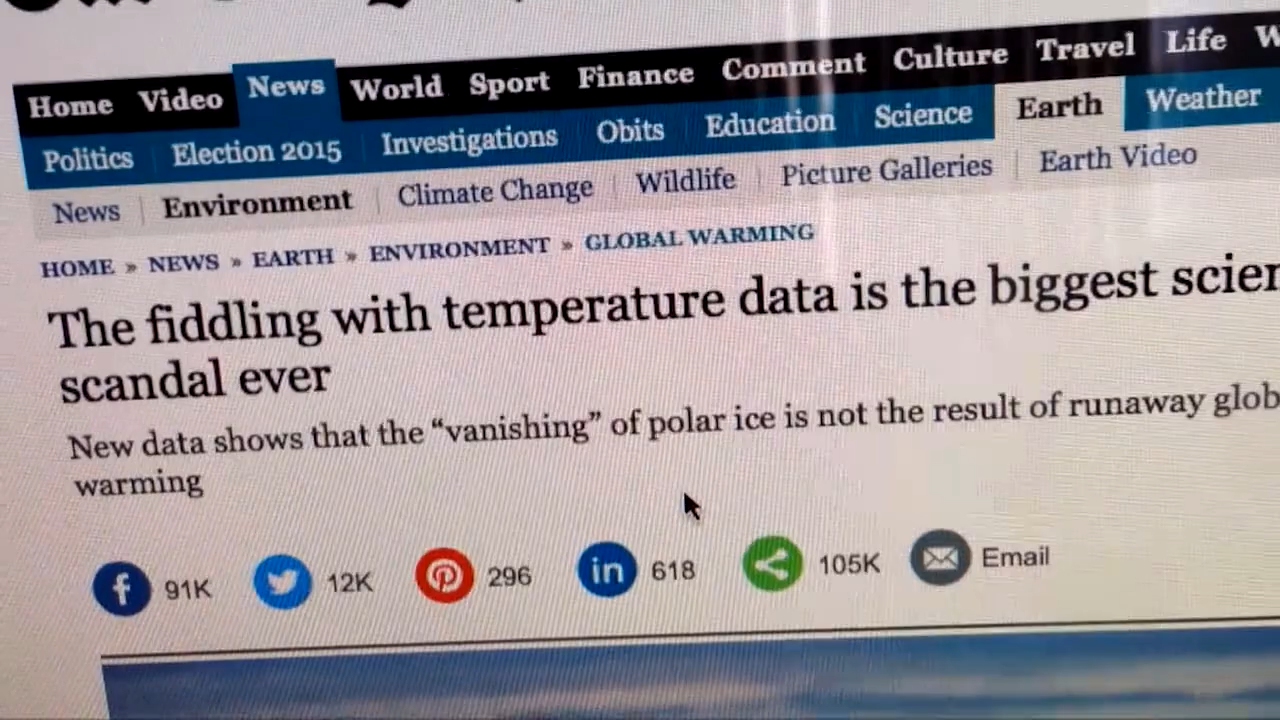 Home Video News World Sport Finance Comment Culture Travel Life
Politics Election 2015 Investigations Obits Education Science Earth Weather
News Environment Climate Change Wildlife Picture Galleries Earth Video
HOME » NEWS » EARTH » ENVIRONMENT » GLOBAL WARMING
The fiddling with temperature data is the biggest scien
scandal ever
New data shows that the “vanishing” of polar ice is not the result of runaway glob
warming
f 91K 12K 296 in 618 105K Email